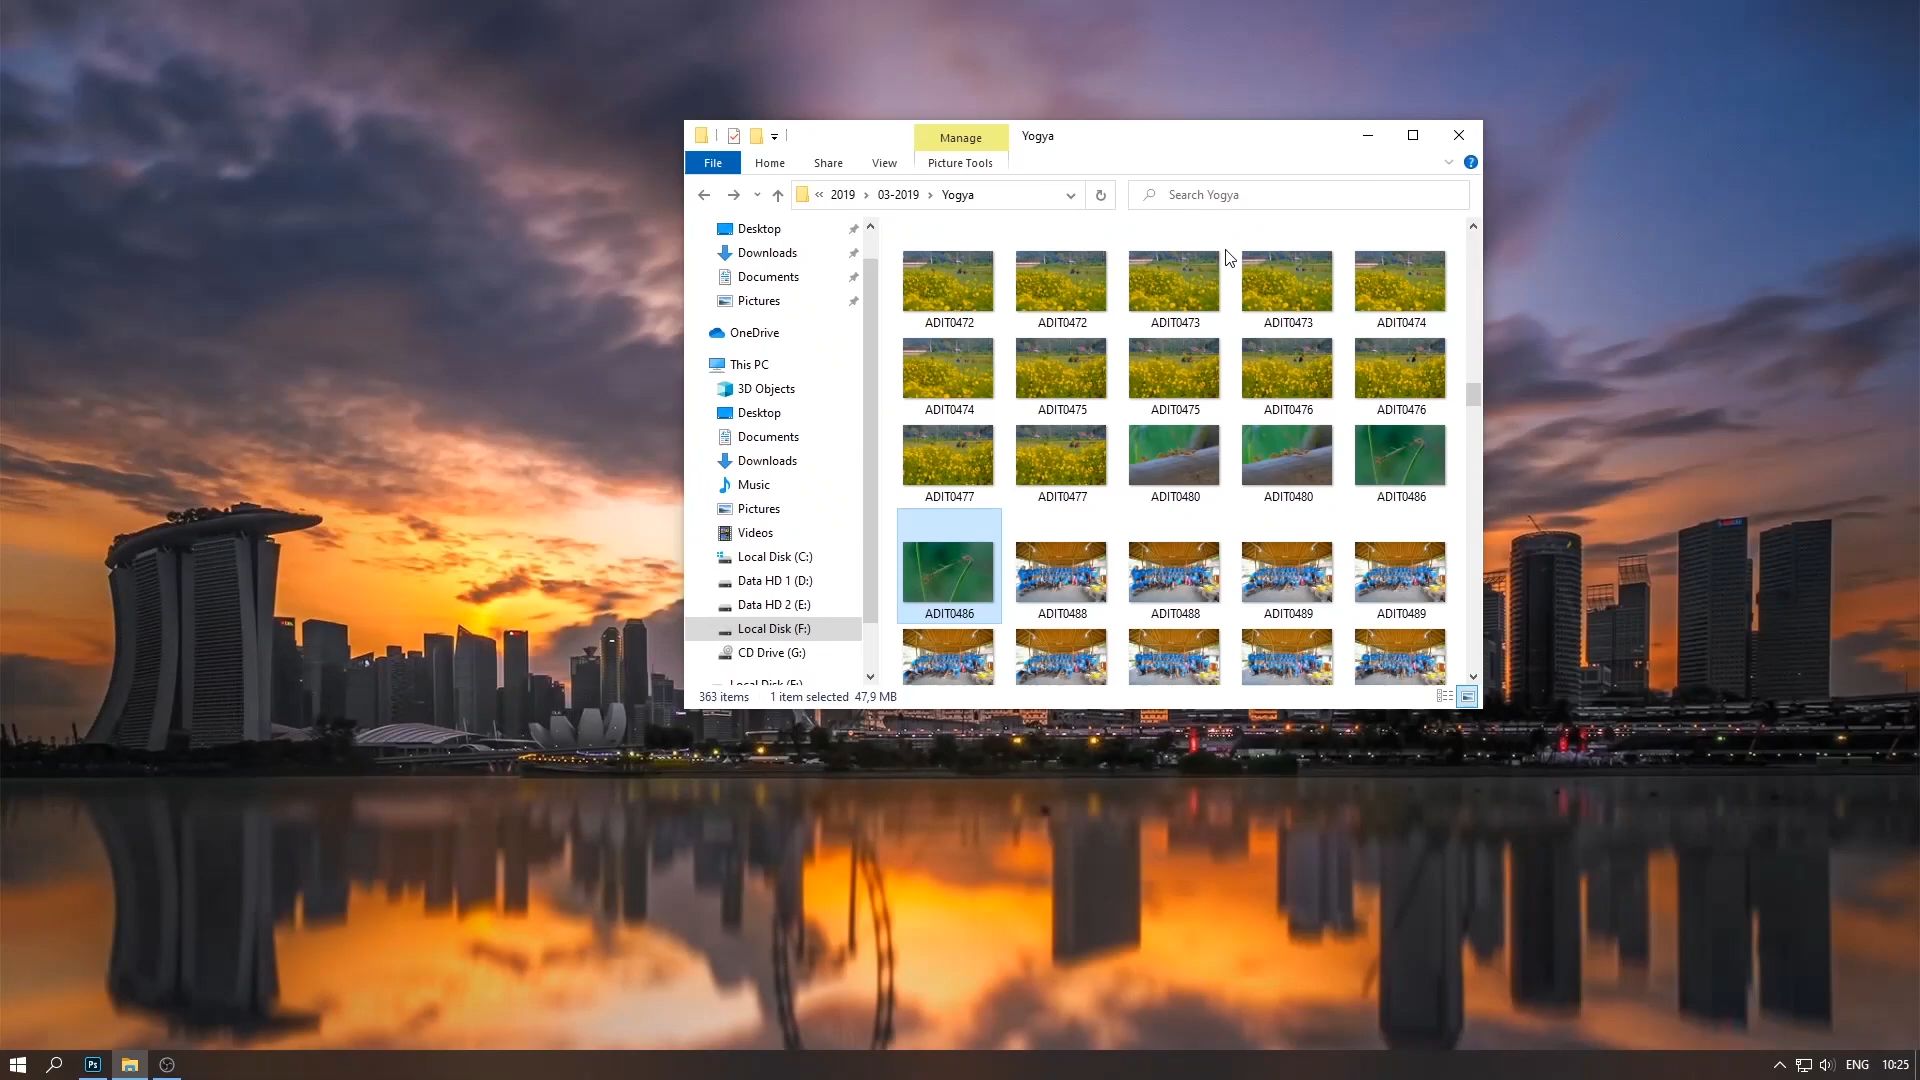 Manage
Yogya
File
Home
Share
View
Picture Tools
« 2019 › 03-2019 › Yogya
Search Yogya
Desktop
Downloads
Documents
Pictures
OneDrive
This PC
3D Objects
Desktop
Documents
Downloads
Music
Pictures
Videos
Local Disk (C:)
Data HD 1 (D:)
Data HD 2 (E:)
Local Disk (F:)
CD Drive (G:)
ADIT0472 ADIT0472 ADIT0473 ADIT0473 ADIT0474
ADIT0474 ADIT0475 ADIT0475 ADIT0476 ADIT0476
ADIT0477 ADIT0477 ADIT0480 ADIT0480 ADIT0486
ADIT0486 ADIT0488 ADIT0488 ADIT0489 ADIT0489
363 items 1 item selected 47,9 MB
Ps
ENG 10:25